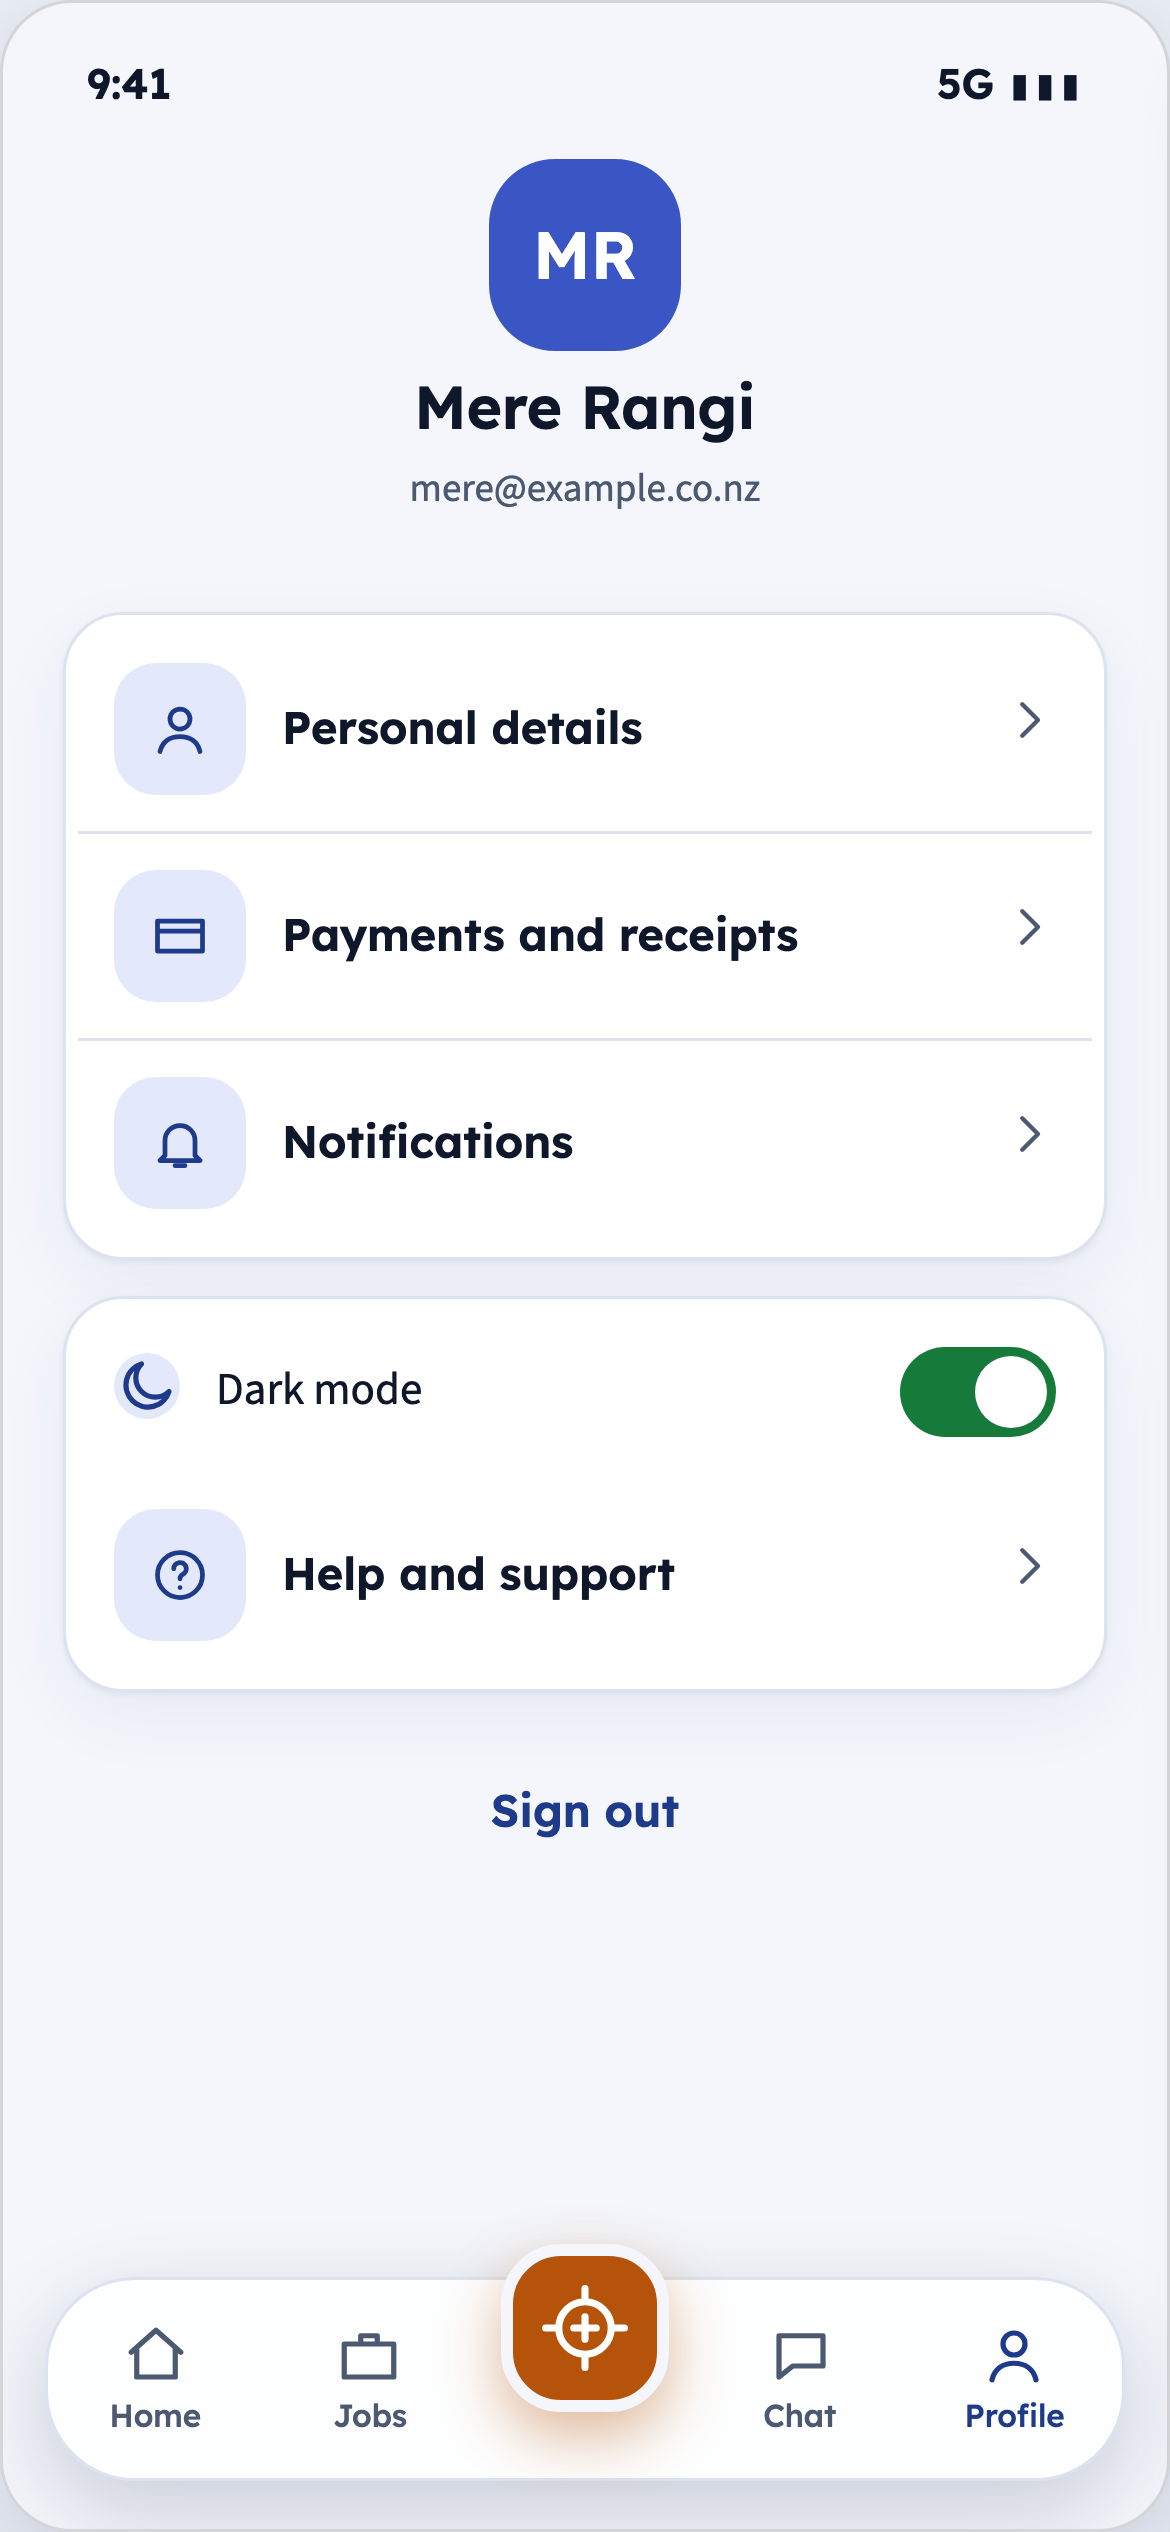 9:41
5G
MR
Mere Rangi
mere@example.co.nz
Personal details
Payments and receipts
Notifications
Dark mode
Help and support
Sign out
Home
Jobs
Chat
Profile